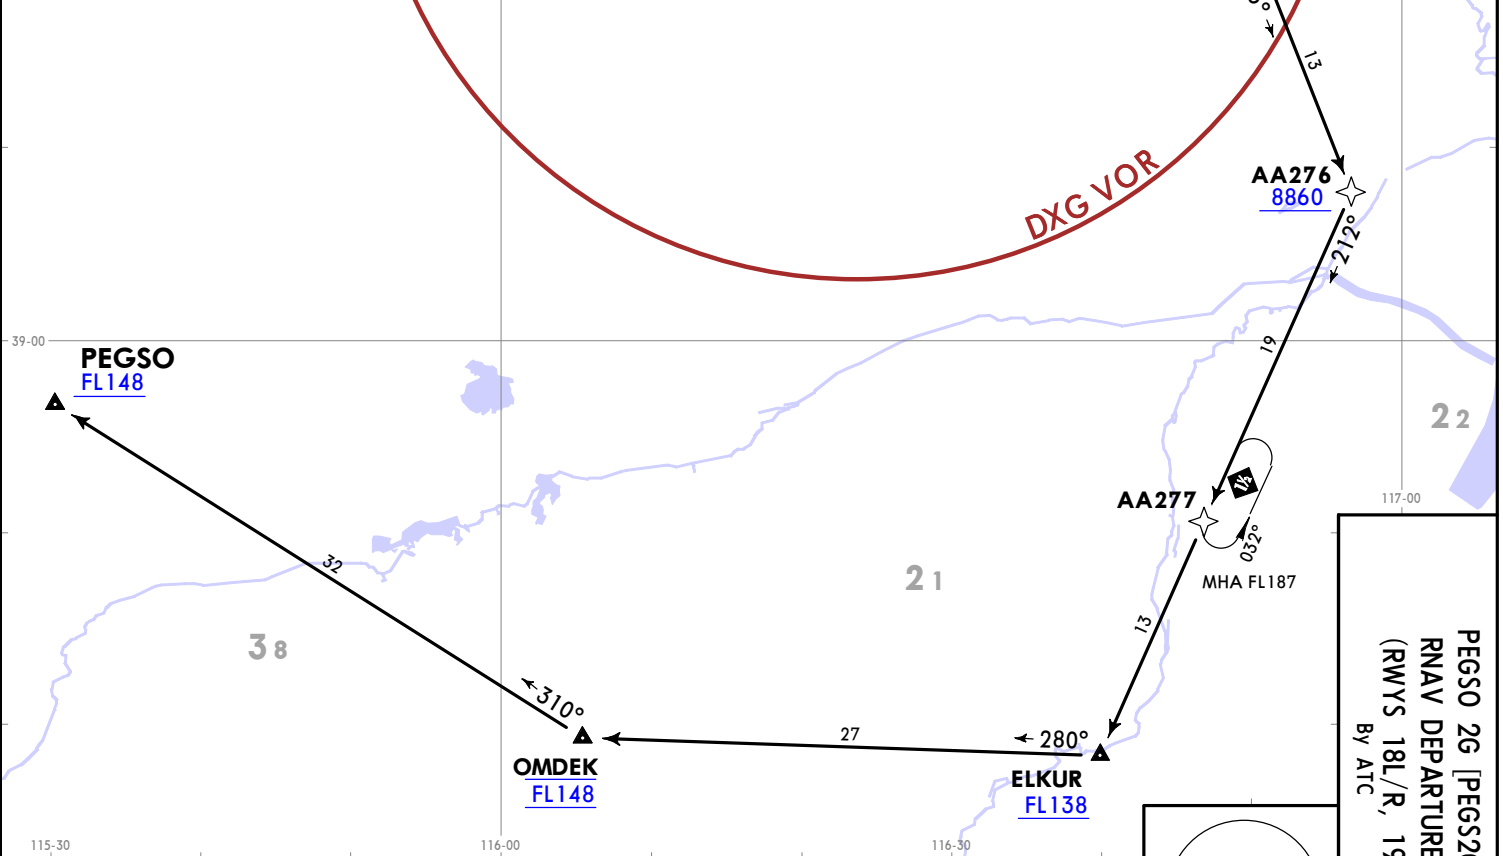 13
DXG VOR
AA276
8860
212°
39-00
19
PEGSO
FL148
22
117-00
AA277
032°
MHA FL187
32
21
13
38
310°
27
280°
OMDEK
FL148
ELKUR
FL138
115-30
116-00
116-30
PEGSO 2G [PEGS2G
RNAV DEPARTURE
(RWYS 18L/R, 19
By ATC